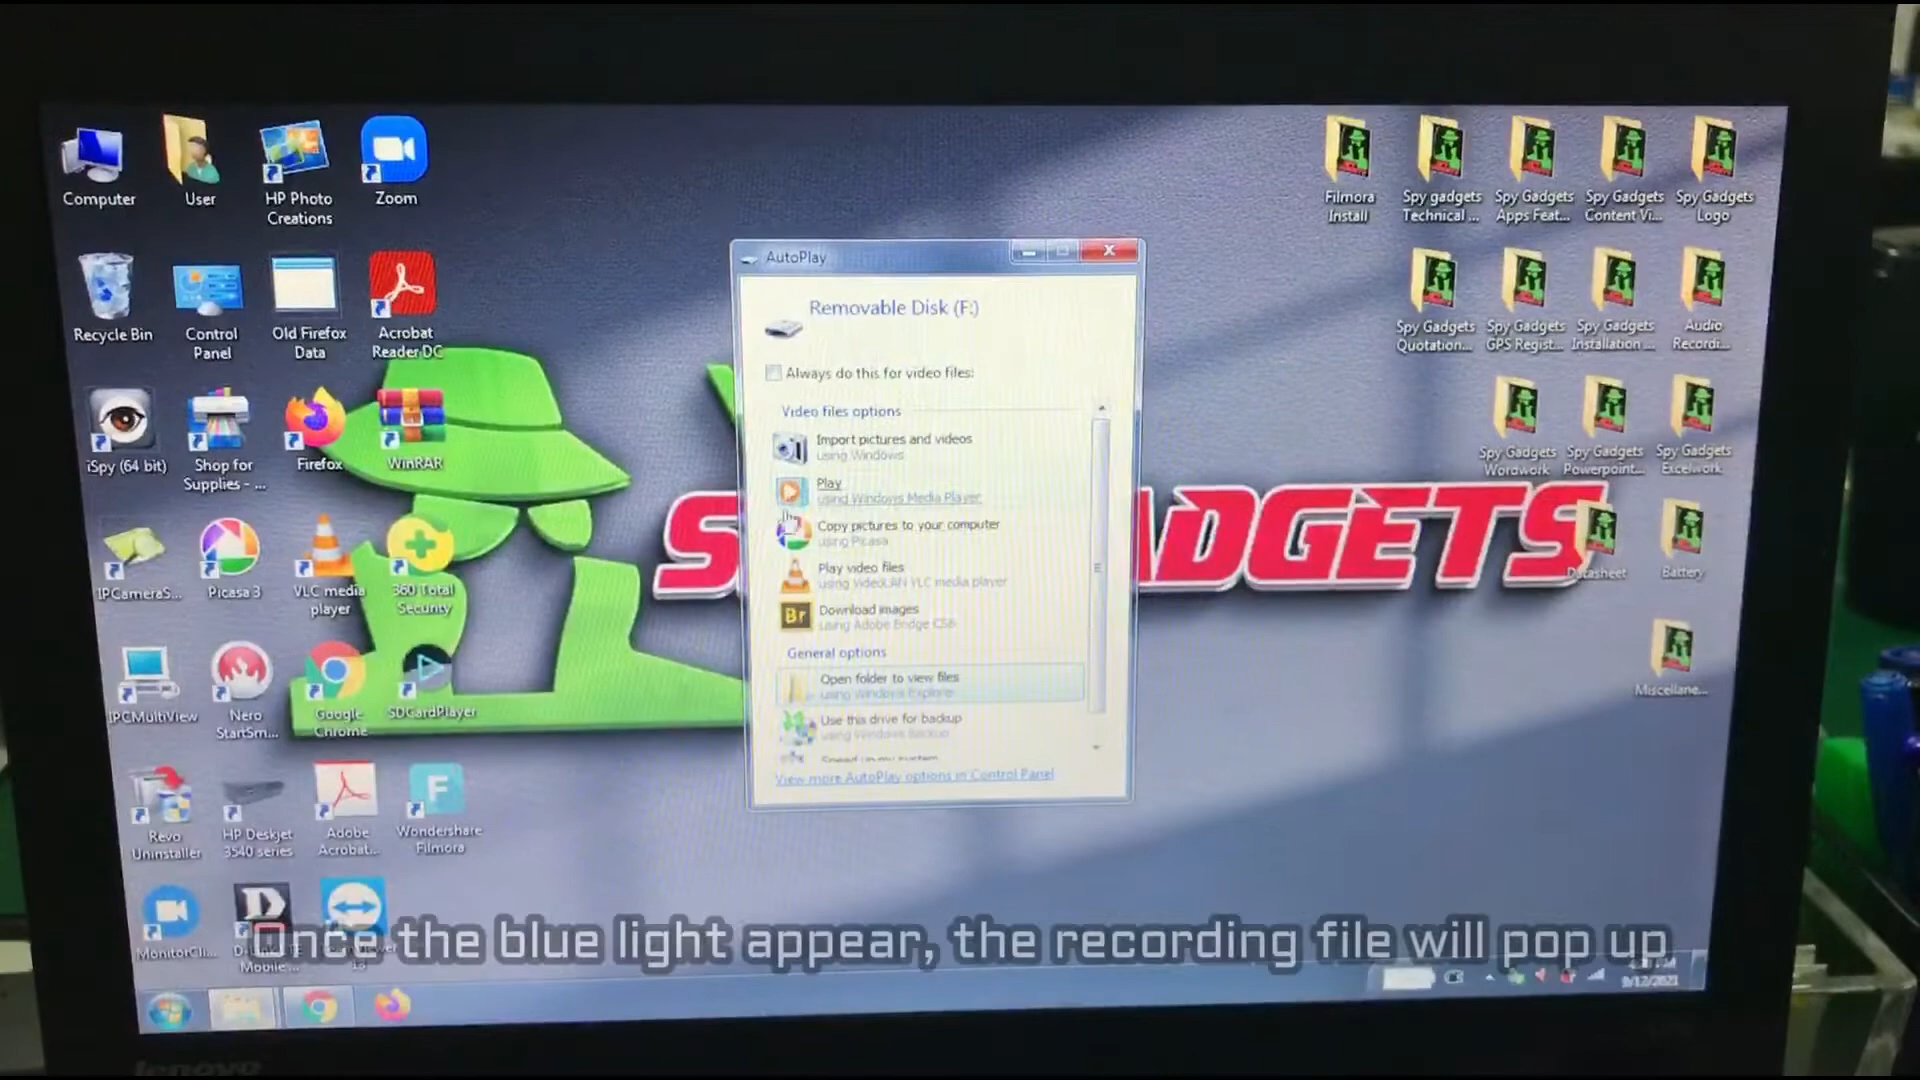 Computer
User
HP Photo
Creations
Zoom
Filmora
Install
Spy gadgets
Technical ...
Spy Gadgets
Apps Feat...
Spy Gadgets
Content Vi...
Spy Gadgets
Logo
Recycle Bin
Control
Panel
Old Firefox
Data
Acrobat
Reader DC
Spy Gadgets
Quotation...
Spy Gadgets
GPS Regist...
Spy Gadgets
Installation ...
Audio
Recordi...
iSpy (64 bit)
Shop for
Supplies - ...
Firefox
WinRAR
Spy Gadgets
Wordwork
Spy Gadgets
Powerpoint...
Spy Gadgets
Excelwork
IPCameraS...
Picasa 3
VLC media
player
360 Total
Security
Datasheet
Battery
IPCMultiView
Nero
StartSm...
Google
Chrome
SDCardPlayer
Miscellane...
Revo
Uninstaller
HP Deskjet
3540 series
Adobe
Acrobat...
Wondershare
Filmora
MonitorCli...
Mobile ...
S
ADGETS
AutoPlay
Removable Disk (F:)
Always do this for video files:
Video files options
Import pictures and videos
using Windows
Play
using Windows Media Player
Copy pictures to your computer
using Picasa
Play video files
using VideoLAN VLC media player
Br
Download images
using Adobe Bridge CS6
General options
Open folder to view files
using Windows Explorer
Use this drive for backup
using Windows Backup
Speed up my system
View more AutoPlay options in Control Panel
Once the blue light appear, the recording file will pop up
9/12/2021
lenovo